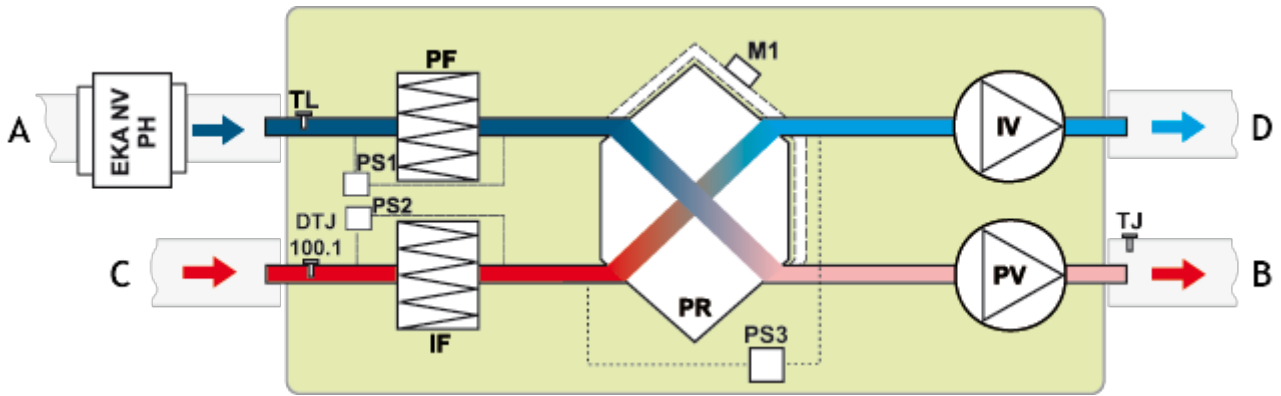 A
EKA NV
PH
TL
PF
PS1
M1
IV
D
C
DTJ
100.1
PS2
IF
PR
PS3
PV
TJ
B